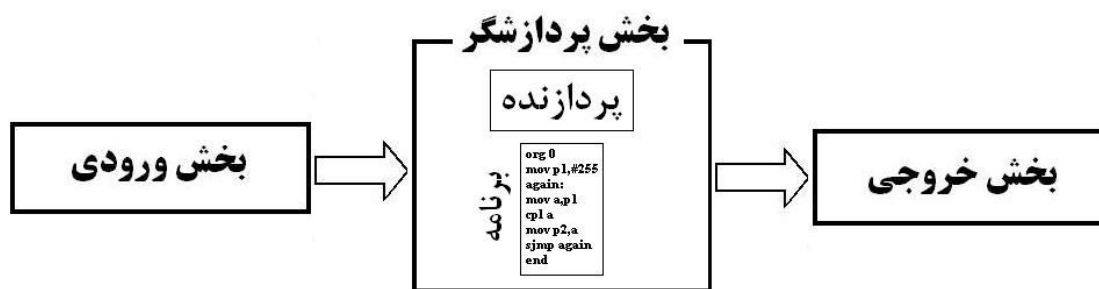 بخش پردازشگر
پردازنده
بخش ورودی
برنامه
org 0
mov p1,#255
again:
mov a,p1
cpl a
mov p2,a
sjmp again
end
بخش خروجی